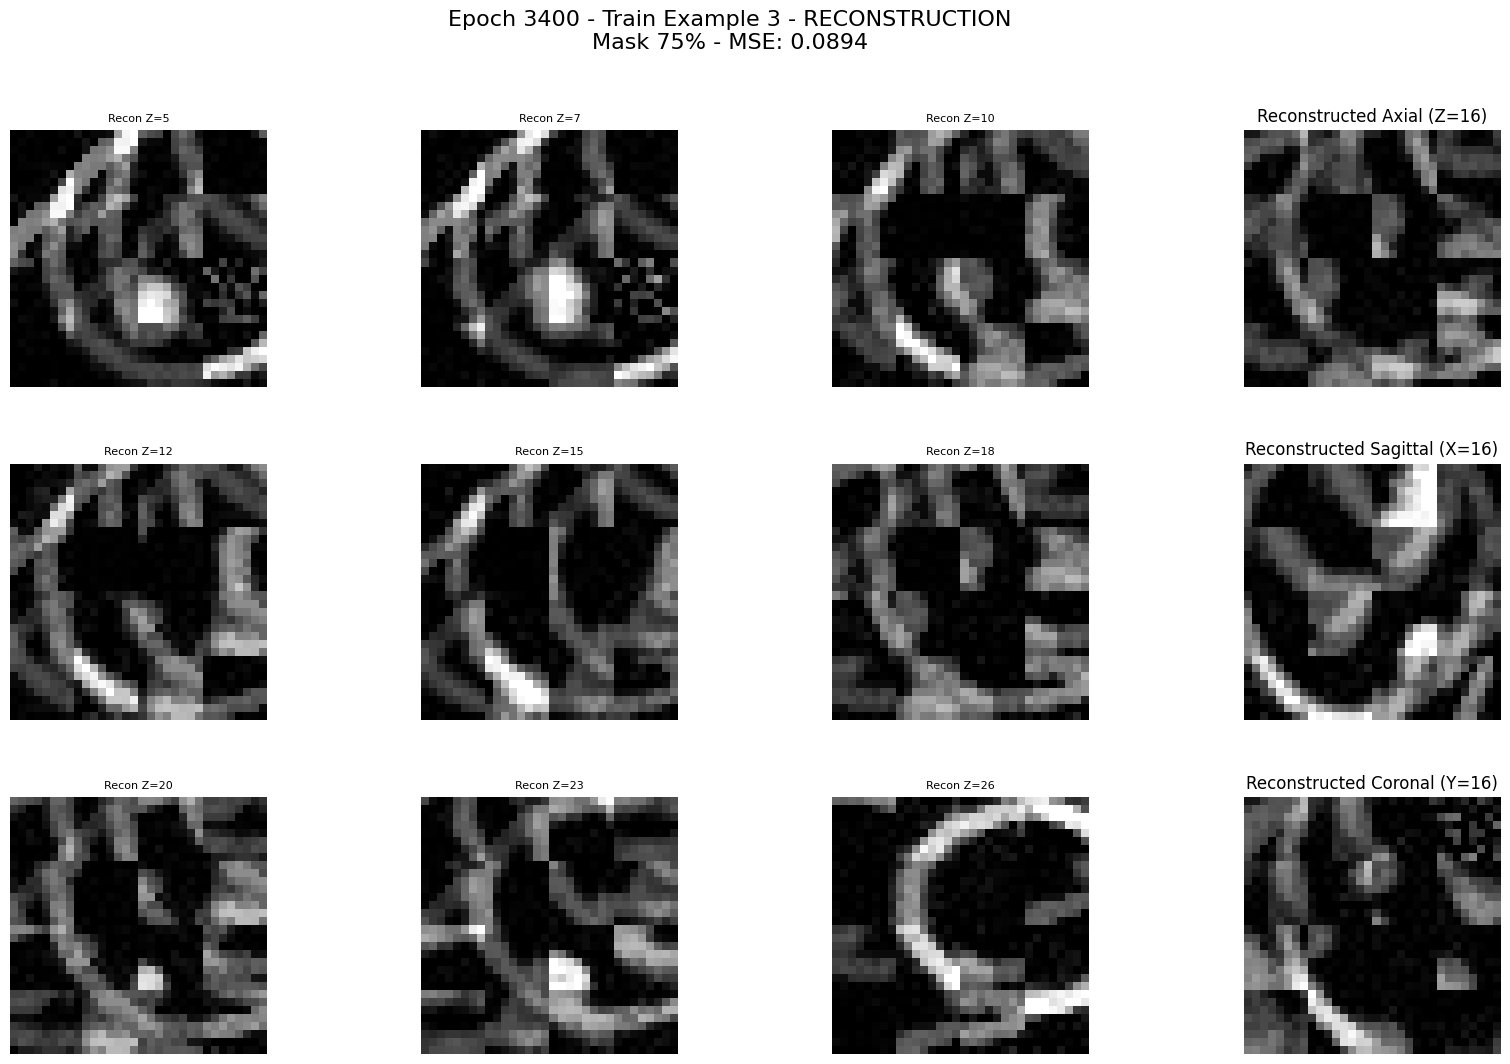 Epoch 3400 - Train Example 3 - RECONSTRUCTION
Mask 75% - MSE: 0.0894
Recon Z=5
Recon Z=7
Recon Z=10
Reconstructed Axial (Z=16)
Recon Z=12
Recon Z=15
Recon Z=18
Reconstructed Sagittal (X=16)
Recon Z=20
Recon Z=23
Recon Z=26
Reconstructed Coronal (Y=16)